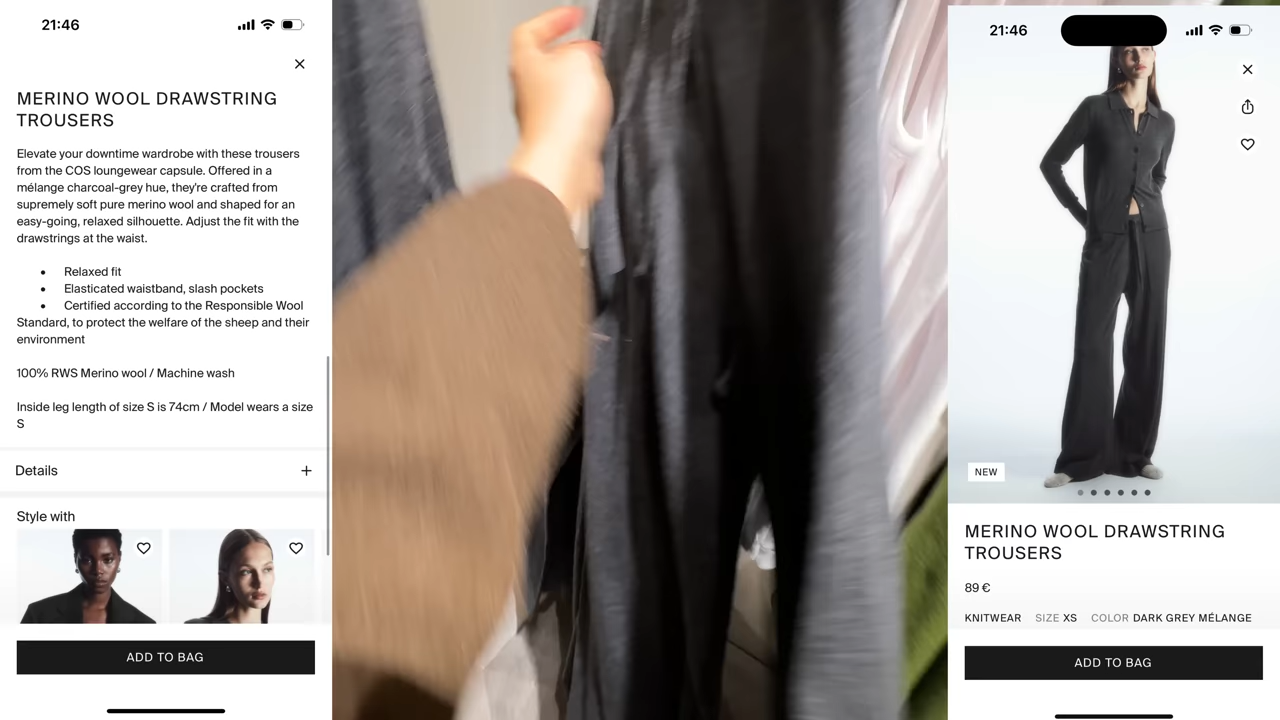 21:46
MERINO WOOL DRAWSTRING
TROUSERS
Elevate your downtime wardrobe with these trousers
from the COS loungewear capsule. Offered in a
mélange charcoal-grey hue, they're crafted from
supremely soft pure merino wool and shaped for an
easy-going, relaxed silhouette. Adjust the fit with the
drawstrings at the waist.
• Relaxed fit
• Elasticated waistband, slash pockets
• Certified according to the Responsible Wool
Standard, to protect the welfare of the sheep and their
environment
100% RWS Merino wool / Machine wash
Inside leg length of size S is 74cm / Model wears a size
S
Details +
Style with
ADD TO BAG
21:46
NEW
MERINO WOOL DRAWSTRING
TROUSERS
89 €
KNITWEAR SIZE XS COLOR DARK GREY MÉLANGE
ADD TO BAG